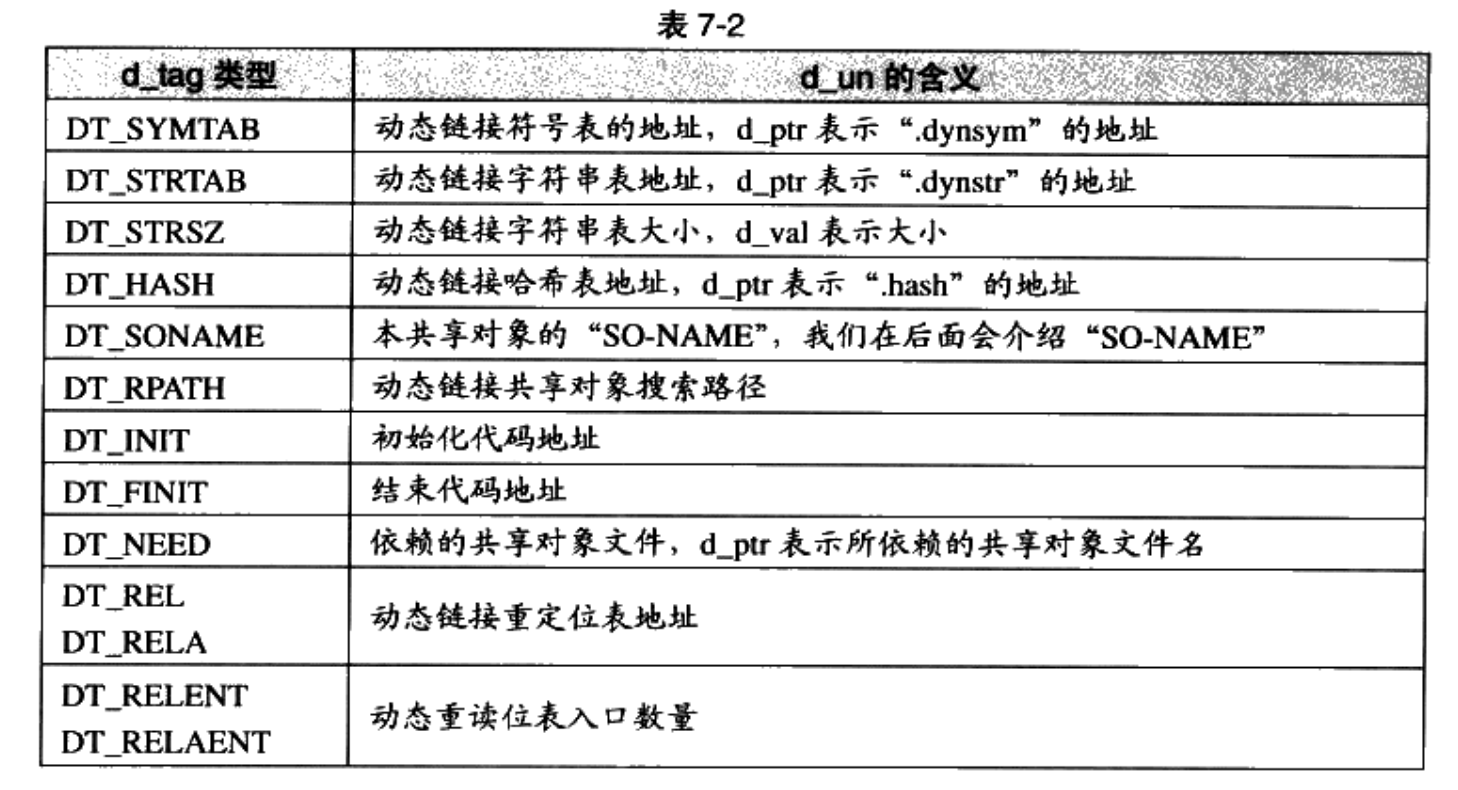 表 7-2
d_tag 类型 d_un 的含义
DT_SYMTAB 动态链接符号表的地址，d_ptr 表示“.dynsym”的地址
DT_STRTAB 动态链接字符串表地址，d_ptr 表示“.dynstr”的地址
DT_STRSZ 动态链接字符串表大小，d_val 表示大小
DT_HASH 动态链接哈希表地址，d_ptr 表示“.hash”的地址
DT_SONAME 本共享对象的“SO-NAME”，我们在后面会介绍“SO-NAME”
DT_RPATH 动态链接共享对象搜索路径
DT_INIT 初始化代码地址
DT_FINIT 结束代码地址
DT_NEED 依赖的共享对象文件，d_ptr 表示所依赖的共享对象文件名
DT_REL
DT_RELA
动态链接重定位表地址
DT_RELENT
DT_RELAENT
动态重读位表入口数量